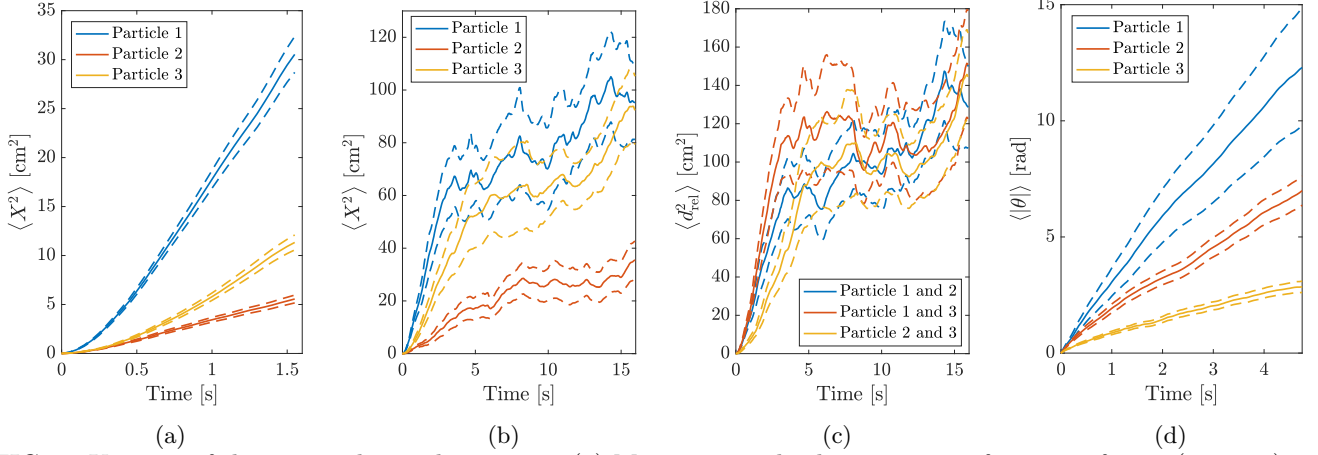 35
30
25
20
15
10
5
0
⟨X²⟩ [cm²]
Particle 1
Particle 2
Particle 3
0 0.5 1 1.5
Time [s]
(a)
120
100
80
60
40
20
0
⟨X²⟩ [cm²]
Particle 1
Particle 2
Particle 3
0 5 10 15
Time [s]
(b)
180
160
140
120
100
80
60
40
20
0
⟨d²rel⟩ [cm²]
Particle 1 and 2
Particle 1 and 3
Particle 2 and 3
0 5 10 15
Time [s]
(c)
15
10
5
0
⟨|θ|⟩ [rad]
Particle 1
Particle 2
Particle 3
0 1 2 3 4
Time [s]
(d)